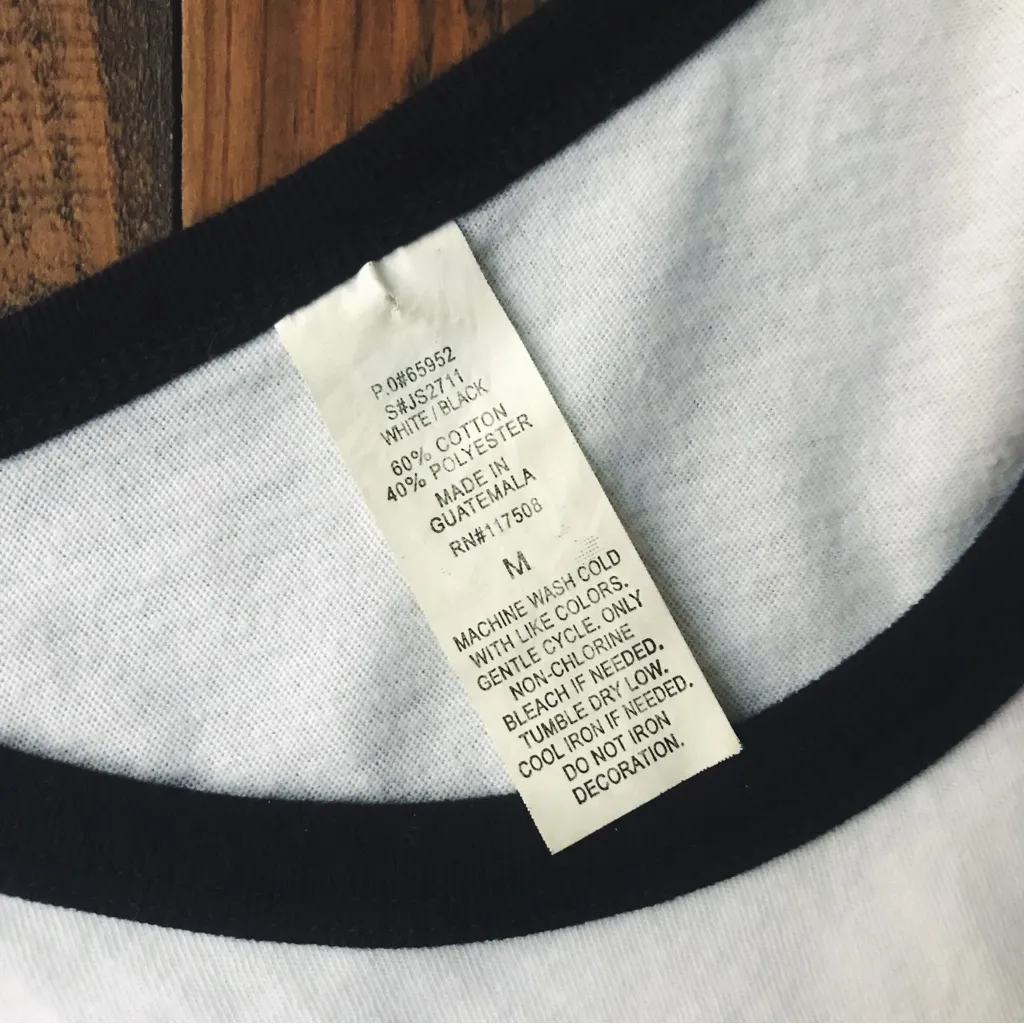 P.O#65952
S#JS2711
WHITE / BLACK
60% COTTON
40% POLYESTER
MADE IN
GUATEMALA
RN#117508
M
MACHINE WASH COLD
WITH LIKE COLORS.
GENTLE CYCLE. ONLY
NON-CHLORINE
BLEACH IF NEEDED.
TUMBLE DRY LOW.
COOL IRON IF NEEDED.
DO NOT IRON
DECORATION.